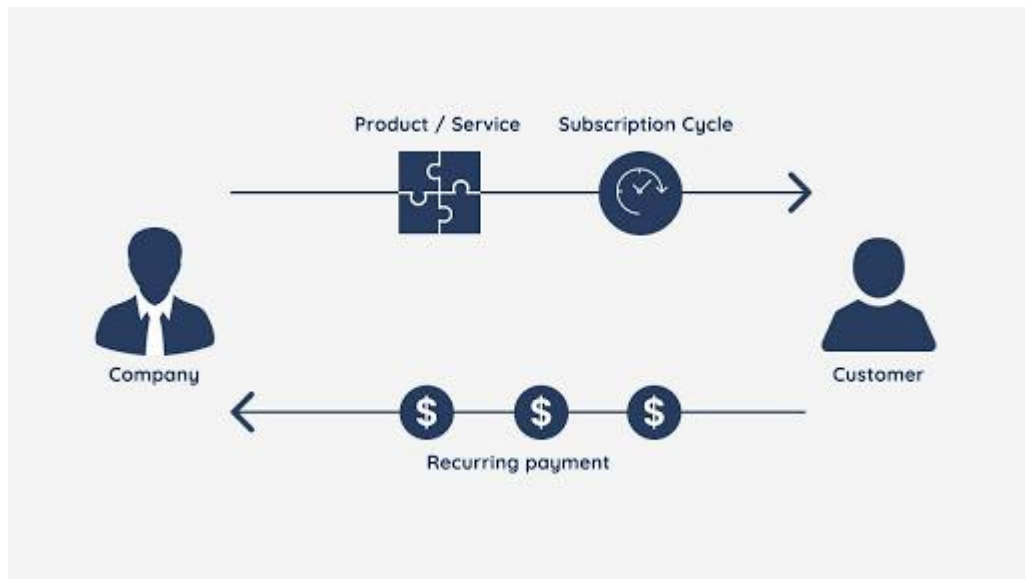 Product / Service
Subscription Cycle
Company
Customer
$ $ $
Recurring payment